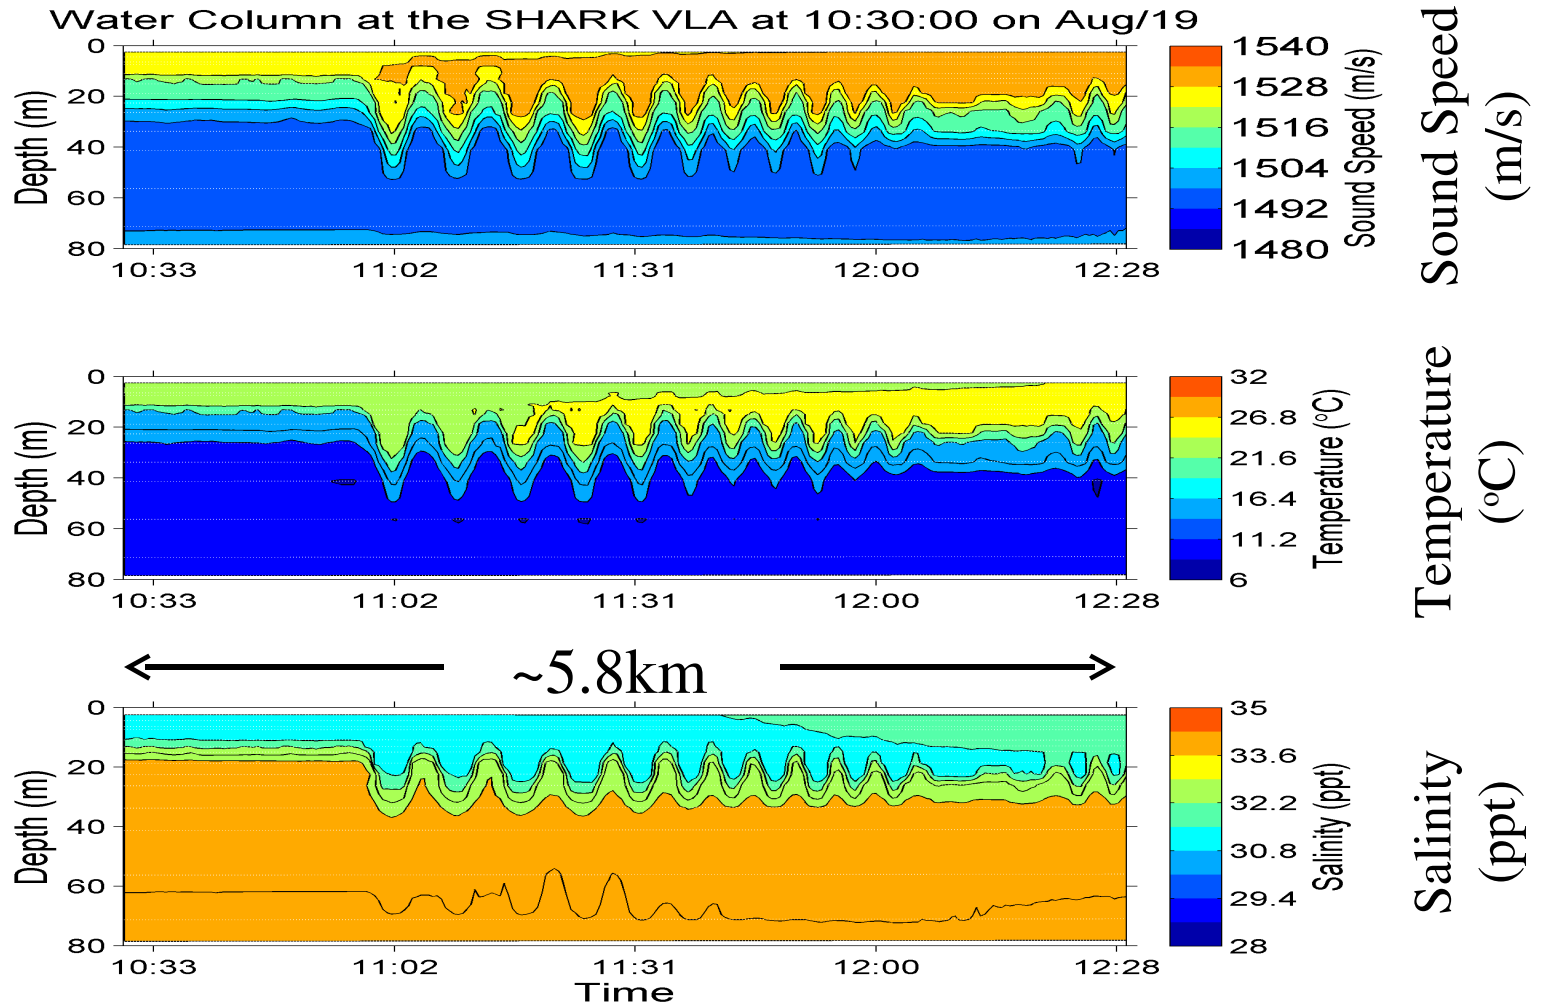 Water Column at the SHARK VLA at 10:30:00 on Aug/19
0
20
40
60
80
Depth (m)
10:33 11:02 11:31 12:00 12:28
1540
1528
1516
1504
1492
1480
Sound Speed (m/s)
Sound Speed
(m/s)
0
20
40
60
80
Depth (m)
10:33 11:02 11:31 12:00 12:28
32
26.8
21.6
16.4
11.2
6
Temperature (°C)
Temperature
(°C)
~5.8km
0
20
40
60
80
Depth (m)
10:33 11:02 11:31 12:00 12:28
Time
35
33.6
32.2
30.8
29.4
28
Salinity (ppt)
Salinity
(ppt)